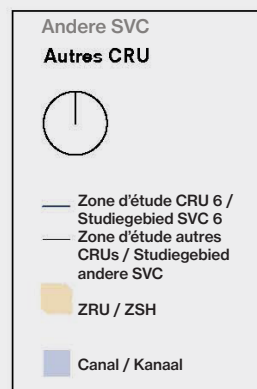 Andere SVC
Autres CRU
Zone d'étude CRU 6 /
Studiegebied SVC 6
Zone d'étude autres
CRUs / Studiegebied
andere SVC
ZRU / ZSH
Canal / Kanaal